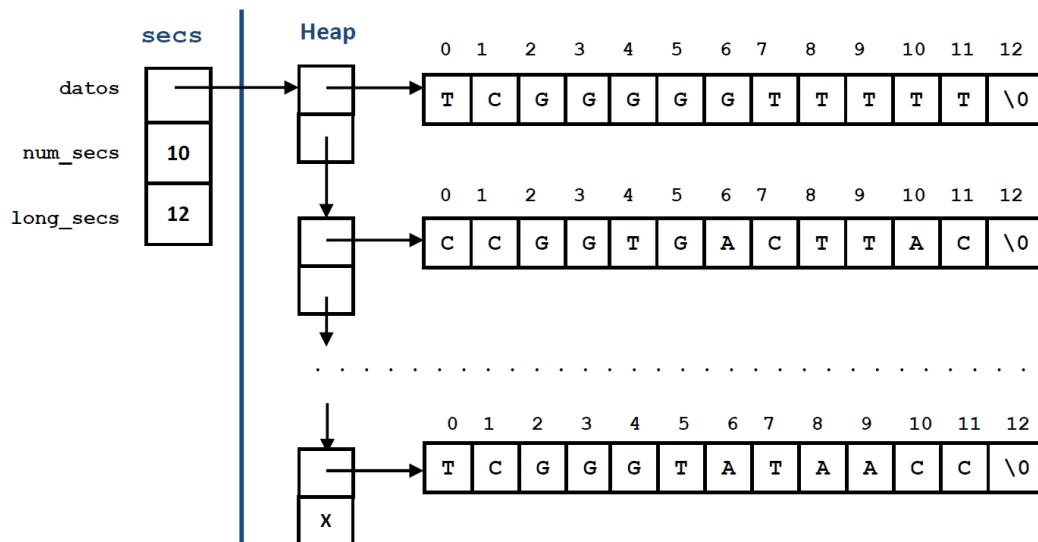 secs Heap
0 1 2 3 4 5 6 7 8 9 10 11 12
datos T C G G G G G T T T T T \0
num_secs 10
0 1 2 3 4 5 6 7 8 9 10 11 12
long_secs 12
C C G G T G A C T T A C \0
. . . . . . . . . . . . . . . . . . . . . . . . . . . . .
0 1 2 3 4 5 6 7 8 9 10 11 12
T C G G G T A T A A C C \0
X